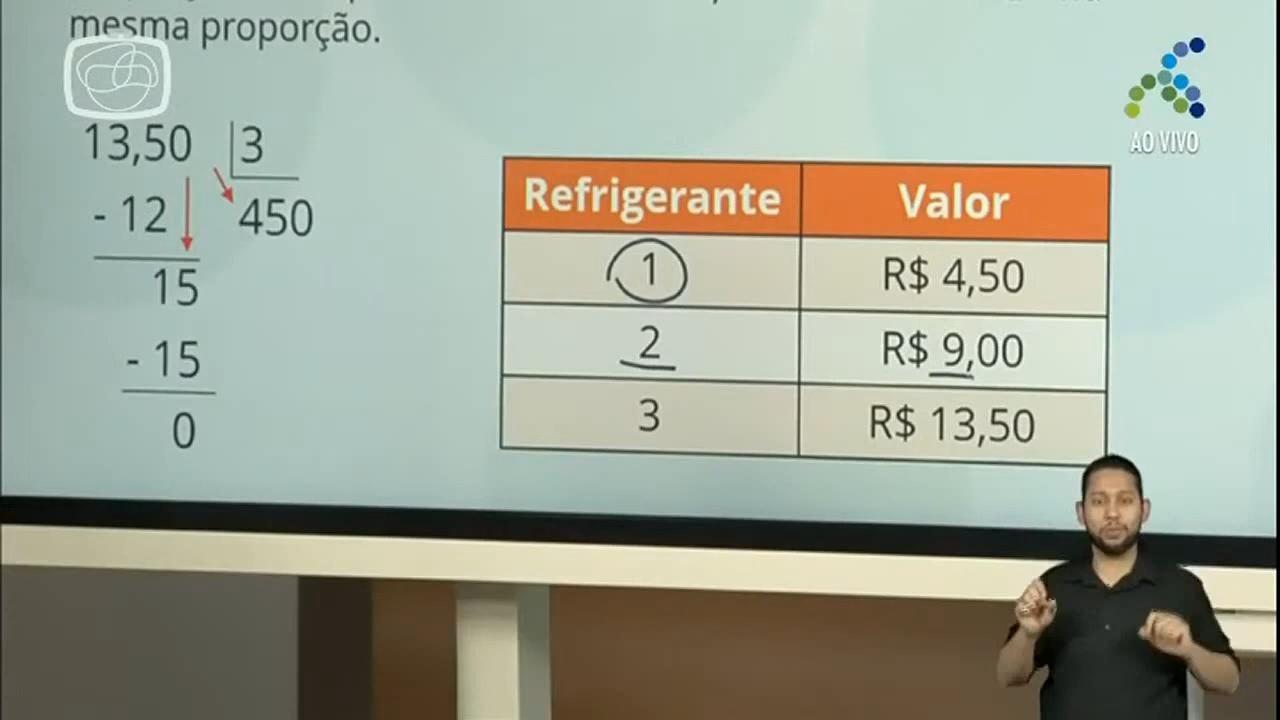 mesma proporção.
AO VIVO
13,50 3
- 12 450
15
- 15
0
Refrigerante Valor
1 R$ 4,50
2 R$ 9,00
3 R$ 13,50